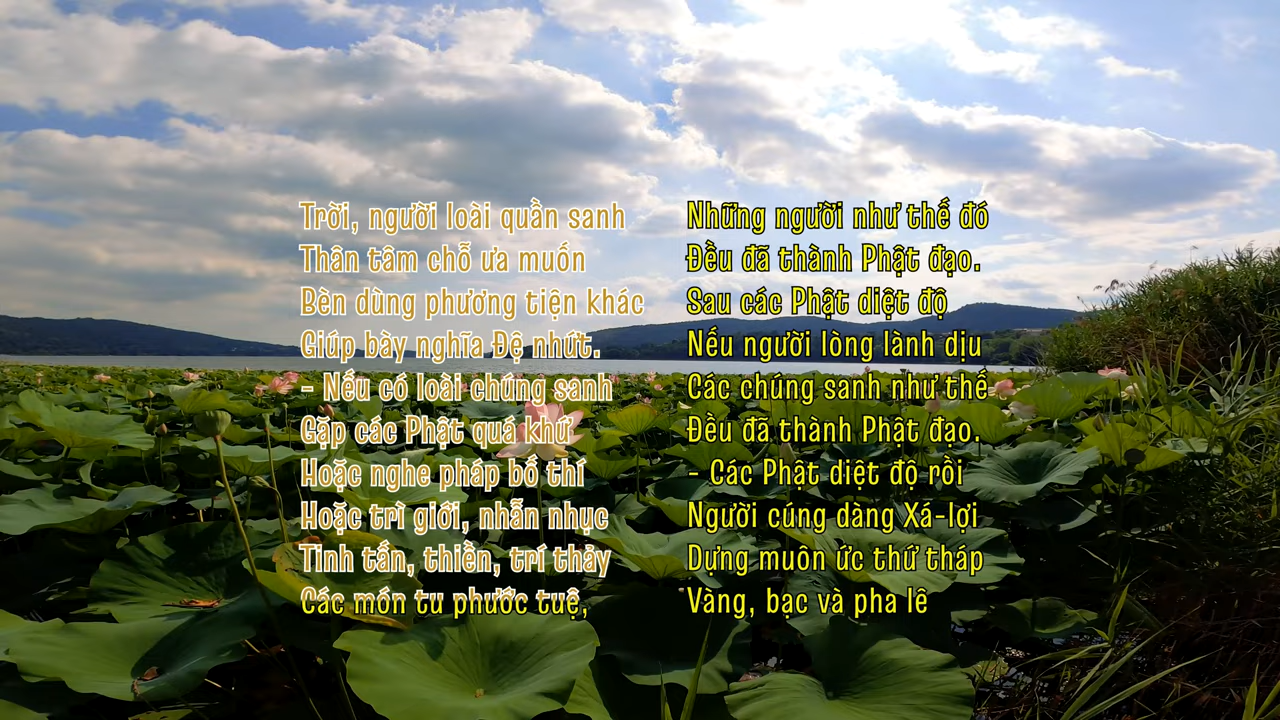 Trời, người loài quần sanh
Thân tâm chỗ ưa muốn
Bèn dùng phương tiện khác
Giúp bày nghĩa Đệ nhứt.
- Nếu có loài chúng sanh
Gặp các Phật quá khứ
Hoặc nghe pháp bố thí
Hoặc trì giới, nhẫn nhục
Tinh tấn, thiền, trí thảy
Các món tu phước tuệ,
Những người như thế đó
Đều đã thành Phật đạo.
Sau các Phật diệt độ
Nếu người lòng lành dịu
Các chúng sanh như thế
Đều đã thành Phật đạo.
- Các Phật diệt độ rồi
Người cúng dàng Xá-lợi
Dựng muôn ức thứ tháp
Vàng, bạc và pha lê